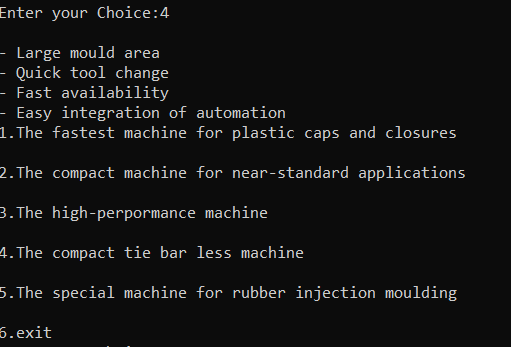 Enter your Choice:4
- Large mould area
- Quick tool change
- Fast availability
- Easy integration of automation
1.The fastest machine for plastic caps and closures
2.The compact machine for near-standard applications
3.The high-perpormance machine
4.The compact tie bar less machine
5.The special machine for rubber injection moulding
6.exit